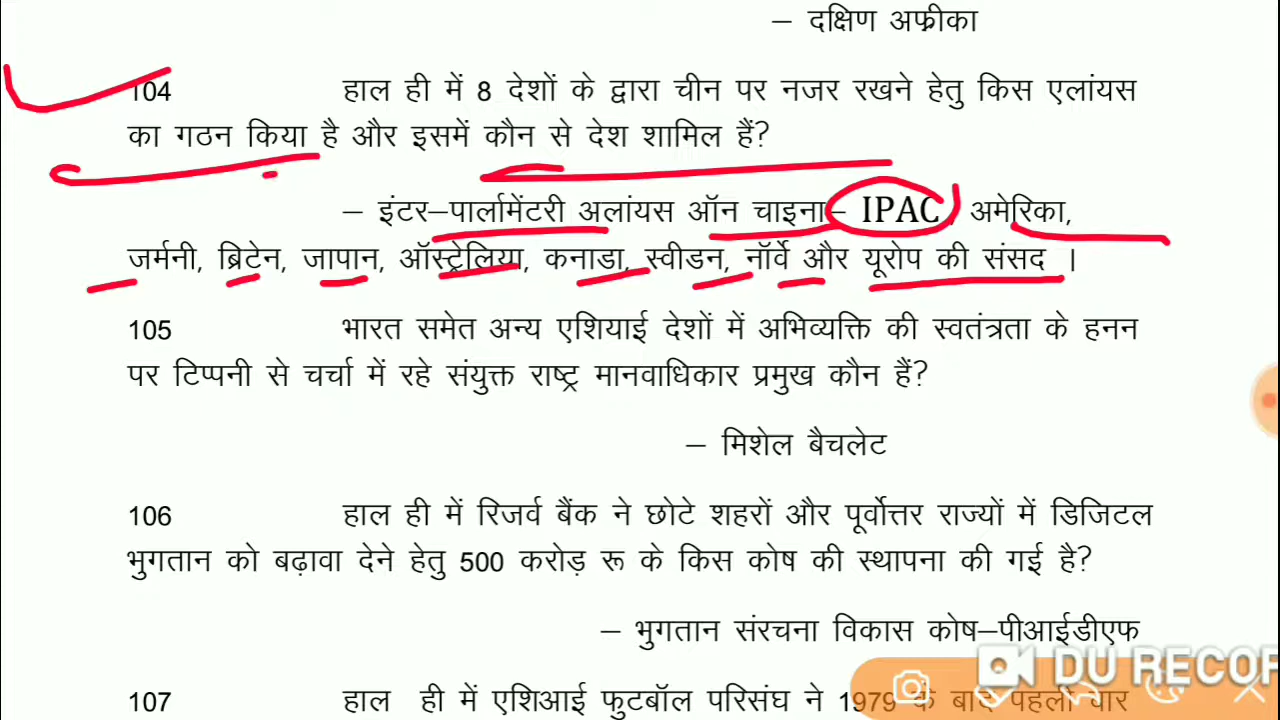 – दक्षिण अफ्रीका
104 हाल ही में 8 देशों के द्वारा चीन पर नजर रखने हेतु किस एलांयस
का गठन किया है और इसमें कौन से देश शामिल हैं?
– इंटर–पार्लामेंटरी अलांयस ऑन चाइना– IPAC, अमेरिका,
जर्मनी, ब्रिटेन, जापान, ऑस्ट्रेलिया, कनाडा, स्वीडन, नॉर्वे और यूरोप की संसद ।
105 भारत समेत अन्य एशियाई देशों में अभिव्यक्ति की स्वतंत्रता के हनन
पर टिप्पनी से चर्चा में रहे संयुक्त राष्ट्र मानवाधिकार प्रमुख कौन हैं?
– मिशेल बैचलेट
106 हाल ही में रिजर्व बैंक ने छोटे शहरों और पूर्वोत्तर राज्यों में डिजिटल
भुगतान को बढ़ावा देने हेतु 500 करोड़ रू के किस कोष की स्थापना की गई है?
– भुगतान संरचना विकास कोष–पीआईडीएफ
DU RECOR
107 हाल ही में एशिआई फुटबॉल परिसंघ ने 1979 के बाद पहली बार